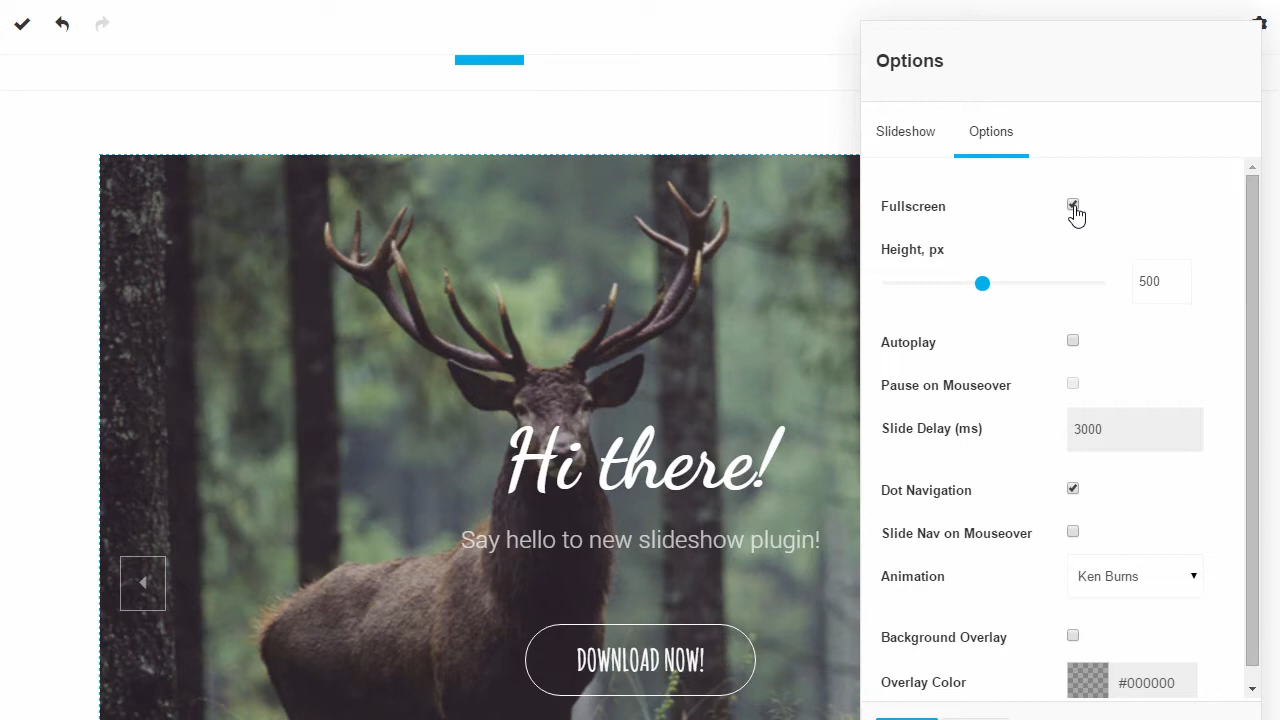 Options
Slideshow
Options
Fullscreen
Height, px
500
Autoplay
Pause on Mouseover
Slide Delay (ms)
3000
Dot Navigation
Slide Nav on Mouseover
Animation
Ken Burns
Background Overlay
Overlay Color
#000000
Hi there!
Say hello to new slideshow plugin!
DOWNLOAD NOW!